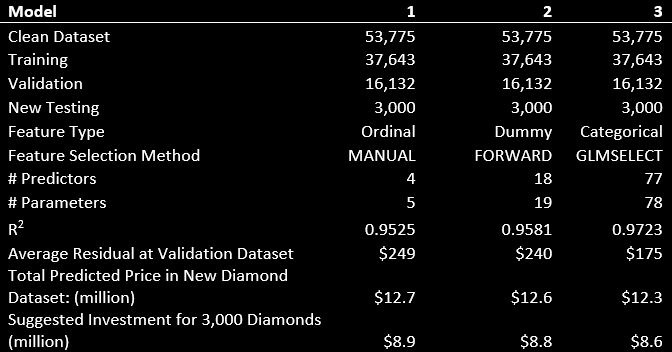 Model 1 2 3
Clean Dataset 53,775 53,775 53,775
Training 37,643 37,643 37,643
Validation 16,132 16,132 16,132
New Testing 3,000 3,000 3,000
Feature Type Ordinal Dummy Categorical
Feature Selection Method MANUAL FORWARD GLMSELECT
# Predictors 4 18 77
# Parameters 5 19 78
R² 0.9525 0.9581 0.9723
Average Residual at Validation Dataset $249 $240 $175
Total Predicted Price in New Diamond
Dataset: (million) $12.7 $12.6 $12.3
Suggested Investment for 3,000 Diamonds
(million) $8.9 $8.8 $8.6